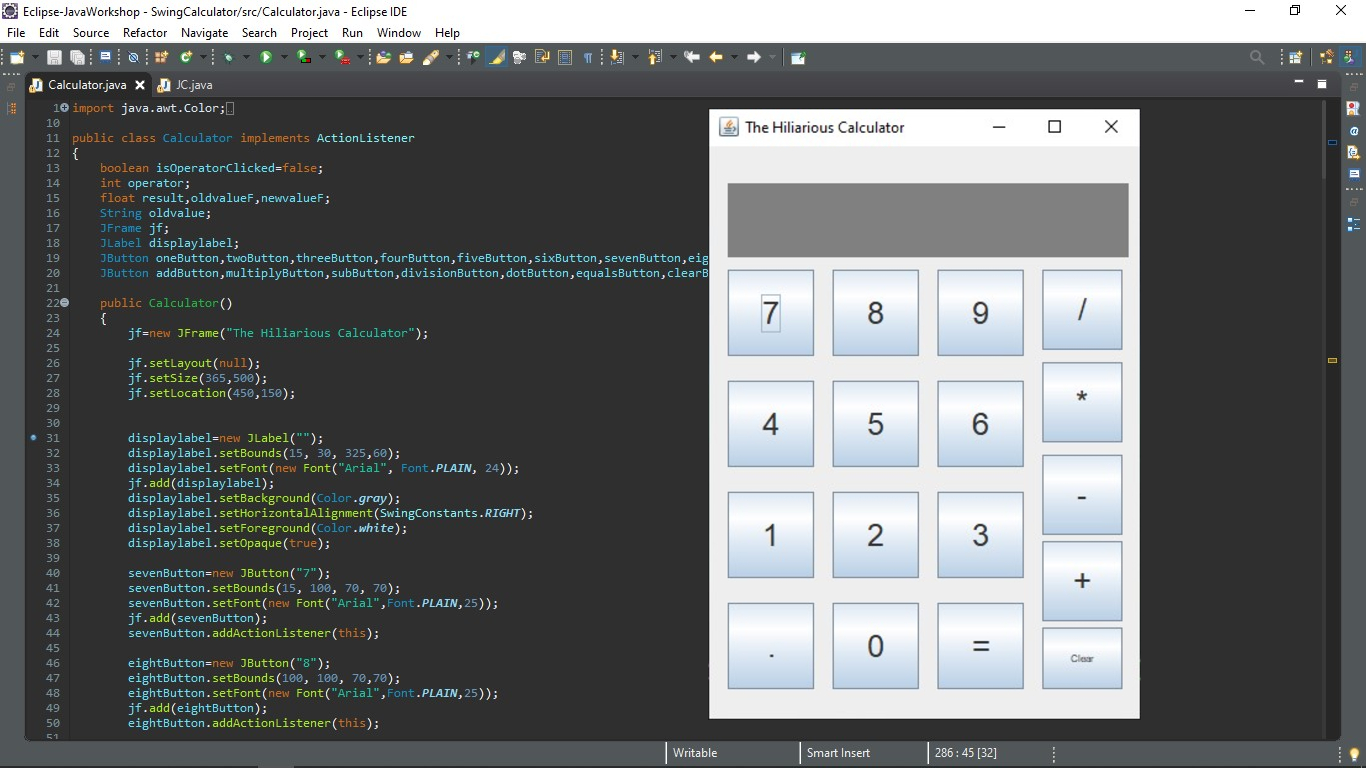 Eclipse-JavaWorkshop - SwingCalculator/src/Calculator.java - Eclipse IDE
File Edit Source Refactor Navigate Search Project Run Window Help
Calculator.java JC.java
1 import java.awt.Color;
10
11 public class Calculator implements ActionListener
12 {
13 boolean isOperatorClicked=false;
14 int operator;
15 float result,oldvalueF,newvalueF;
16 String oldvalue;
17 JFrame jf;
18 JLabel displaylabel;
19 JButton oneButton,twoButton,threeButton,fourButton,fiveButton,sixButton,sevenButton,eig
20 JButton addButton,multiplyButton,subButton,divisionButton,dotButton,equalsButton,clearB
21
22 public Calculator()
23 {
24 jf=new JFrame("The Hiliarious Calculator");
25
26 jf.setLayout(null);
27 jf.setSize(365,500);
28 jf.setLocation(450,150);
29
30
31 displaylabel=new JLabel("");
32 displaylabel.setBounds(15, 30, 325,60);
33 displaylabel.setFont(new Font("Arial", Font.PLAIN, 24));
34 jf.add(displaylabel);
35 displaylabel.setBackground(Color.gray);
36 displaylabel.setHorizontalAlignment(SwingConstants.RIGHT);
37 displaylabel.setForeground(Color.white);
38 displaylabel.setOpaque(true);
39
40 sevenButton=new JButton("7");
41 sevenButton.setBounds(15, 100, 70, 70);
42 sevenButton.setFont(new Font("Arial",Font.PLAIN,25));
43 jf.add(sevenButton);
44 sevenButton.addActionListener(this);
45
46 eightButton=new JButton("8");
47 eightButton.setBounds(100, 100, 70,70);
48 eightButton.setFont(new Font("Arial",Font.PLAIN,25));
49 jf.add(eightButton);
50 eightButton.addActionListener(this);
51
The Hiliarious Calculator
7 8 9 /
4 5 6 *
1 2 3 -
+
. 0 = Clear
Writable Smart Insert 286 : 45 [32]